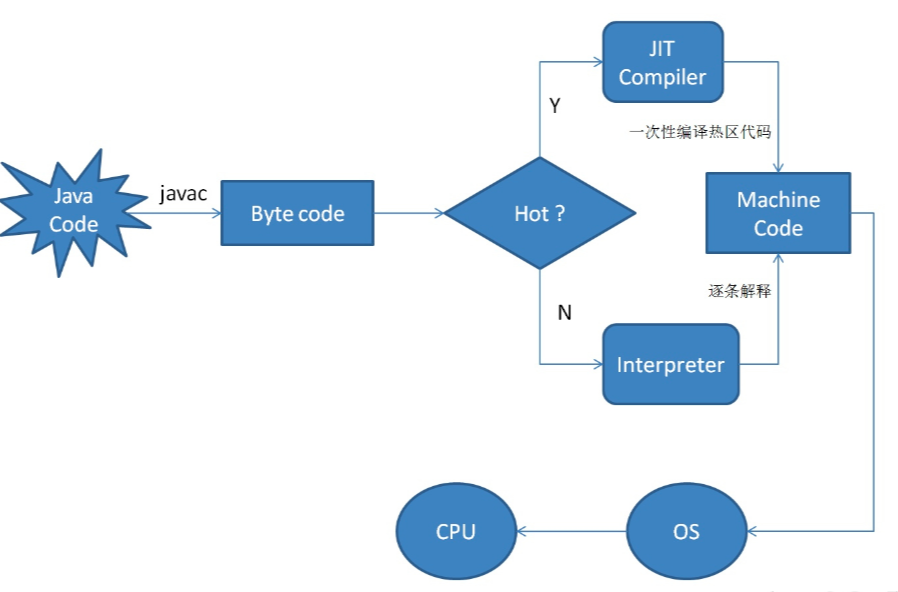 JIT
Compiler
Y
一次性编译热区代码
Java
Code
javac
Byte code
Hot ?
Machine
Code
逐条解释
N
Interpreter
CPU
OS